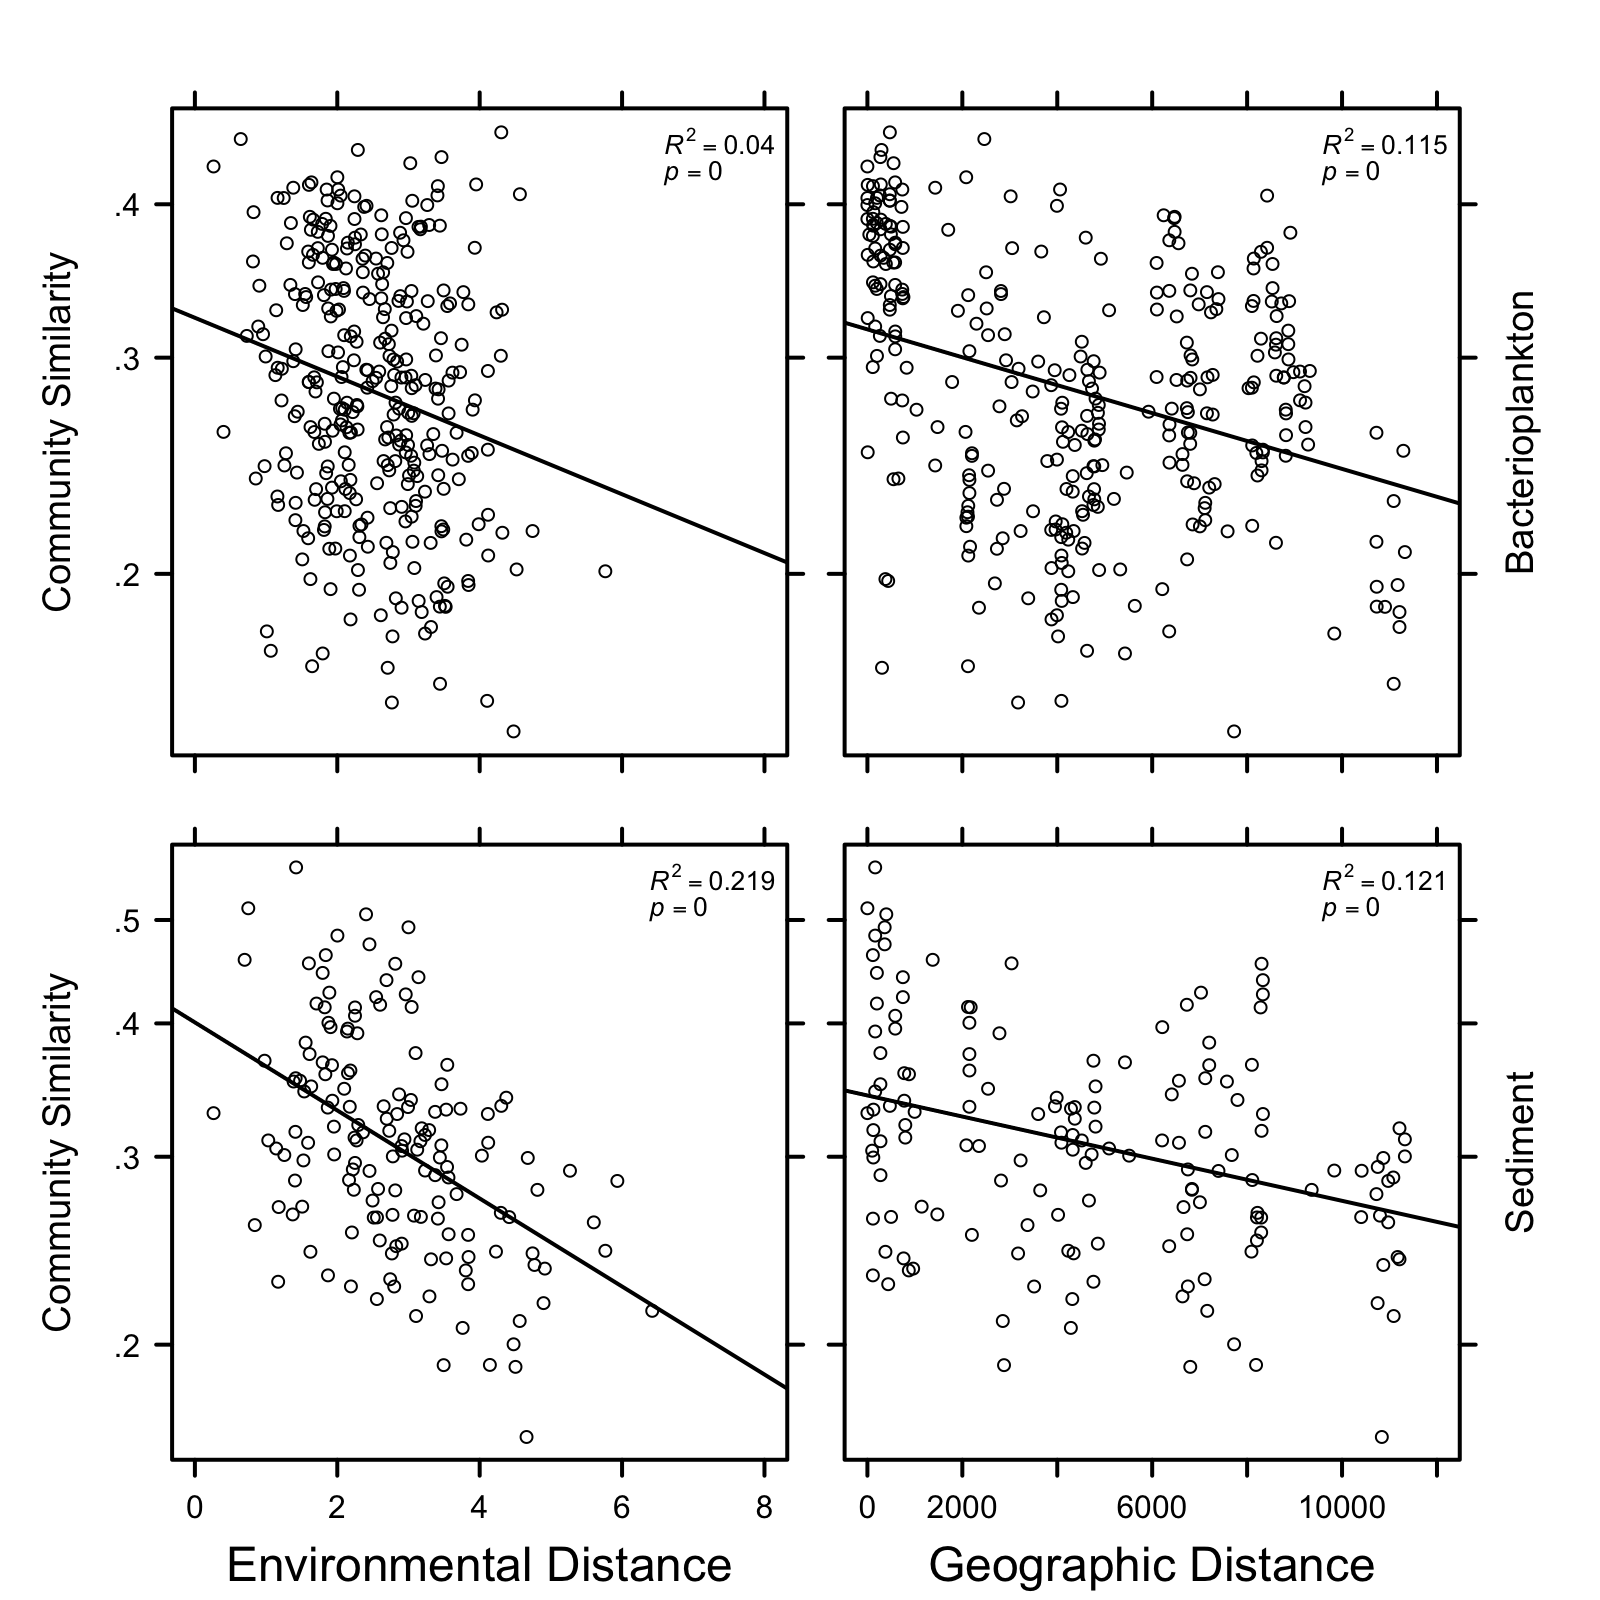 R² = 0.04
p = 0
R² = 0.115
p = 0
.4
.3
.2
Community Similarity
Bacterioplankton
R² = 0.219
p = 0
R² = 0.121
p = 0
.5
.4
.3
.2
Community Similarity
Sediment
0 2 4 6 8
0 2000 6000 10000
Environmental Distance
Geographic Distance